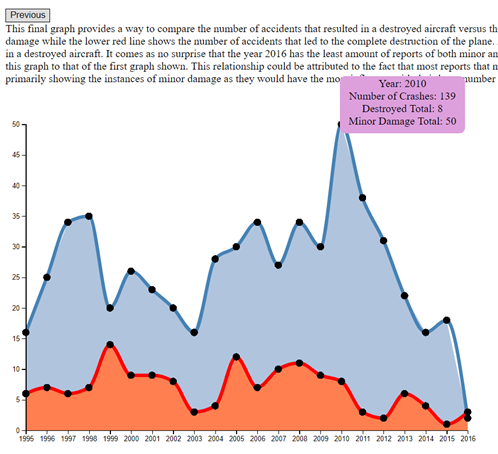 Previous
This final graph provides a way to compare the number of accidents that resulted in a destroyed aircraft versus th
damage while the lower red line shows the number of accidents that led to the complete destruction of the plane.
in a destroyed aircraft. It comes as no surprise that the year 2016 has the least amount of reports of both minor an
this graph to that of the first graph shown. This relationship could be attributed to the fact that most reports that m
primarily showing the instances of minor damage as they would have the number
Year: 2010
Number of Crashes: 139
Destroyed Total: 8
Minor Damage Total: 50
50
45
40
35
30
25
20
15
10
5
0
1995 1996 1997 1998 1999 2000 2001 2002 2003 2004 2005 2006 2007 2008 2009 2010 2011 2012 2013 2014 2015 2016